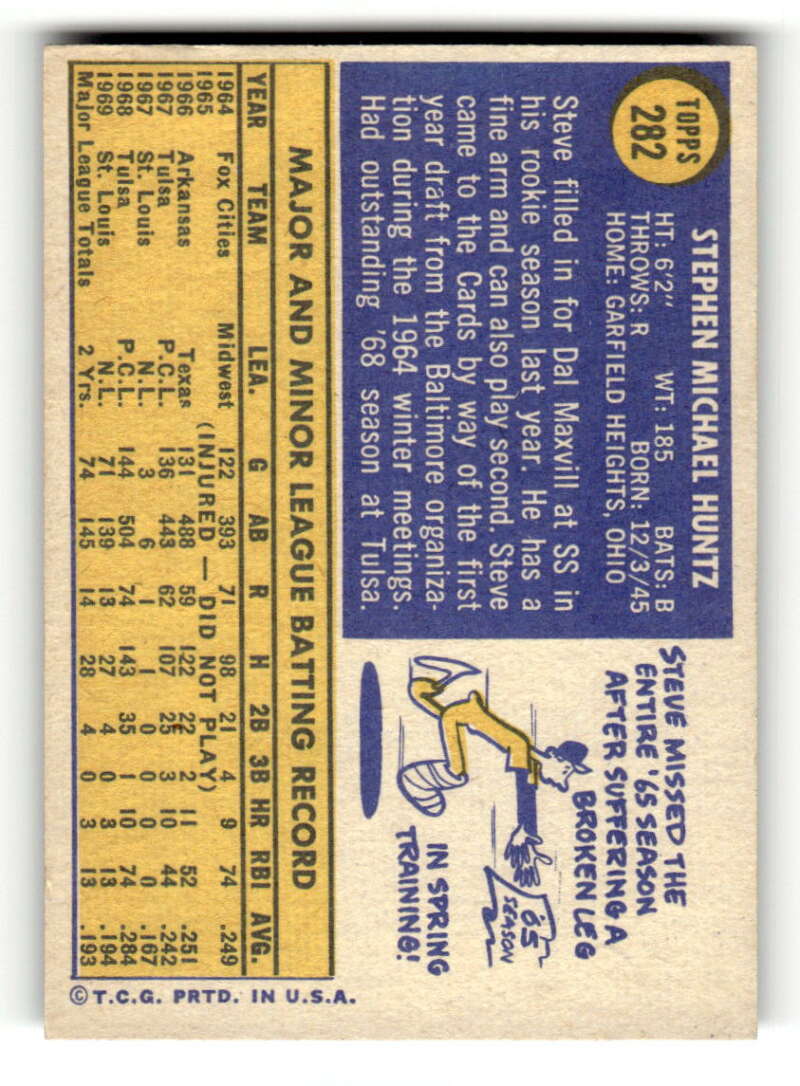 TOPPS
282
STEPHEN MICHAEL HUNTZ
HT: 6'2" WT: 185 BATS: B
THROWS: R BORN: 12/3/45
HOME: GARFIELD HEIGHTS, OHIO
Steve filled in for Dal Maxvill at SS in
his rookie season last year. He has a
fine arm and can also play second. Steve
came to the Cards by way of the first
year draft from the Baltimore organiza-
tion during the 1964 winter meetings.
Had outstanding '68 season at Tulsa.
STEVE MISSED THE
ENTIRE '65 SEASON
AFTER SUFFERING A
BROKEN LEG
'65
SEASON
IN SPRING
TRAINING!
MAJOR AND MINOR LEAGUE BATTING RECORD
YEAR TEAM LEA. G AB R H 2B 3B HR RBI AVG.
1964 Fox Cities Midwest 122 393 71 98 21 4 9 74 .249
1965 (INJURED — DID NOT PLAY)
1966 Arkansas Texas 131 488 59 122 22 2 11 52 .251
1967 Tulsa P.C.L. 136 443 62 107 25 3 10 44 .242
1967 St. Louis N.L. 3 6 1 1 0 0 0 0 .167
1968 Tulsa P.C.L. 144 504 74 143 35 1 10 74 .284
1969 St. Louis N.L. 71 139 13 27 4 0 3 13 .194
Major League Totals 2 Yrs. 74 145 14 28 4 0 3 13 .193
© T.C.G. PRTD. IN U.S.A.